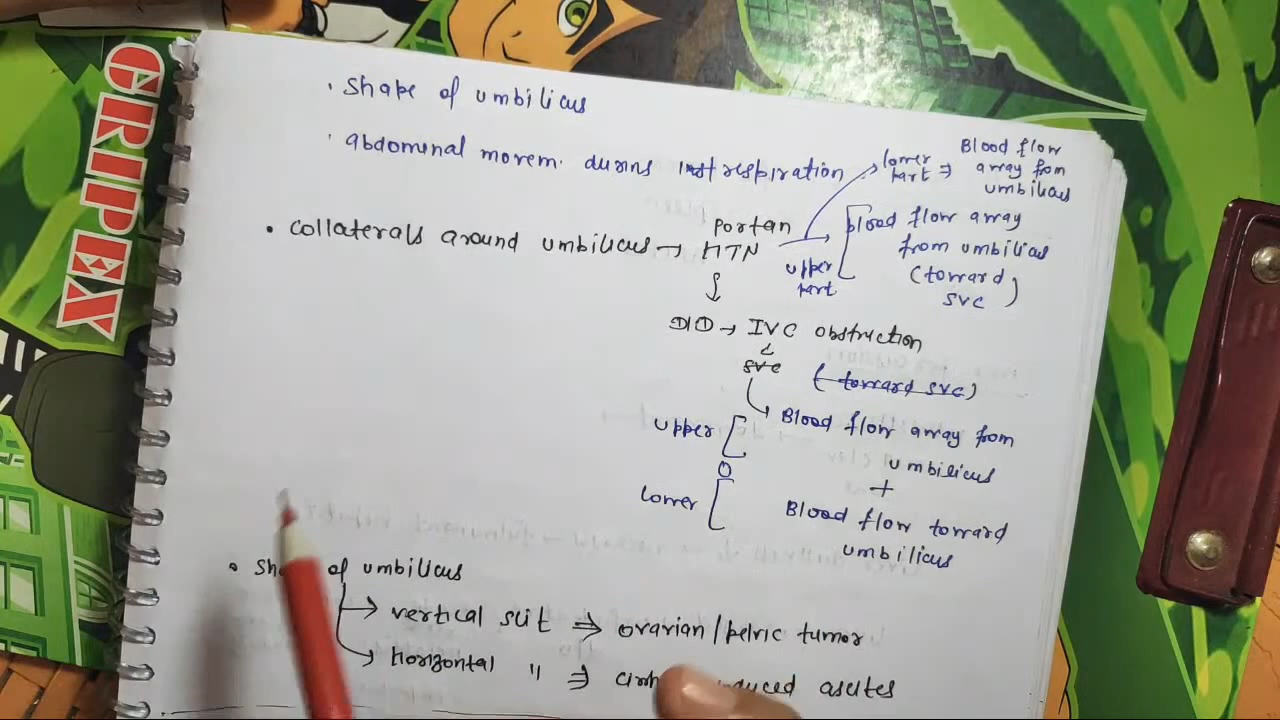 CRIPEX
• Shape of umbilicus
• abdominal movem. during respiration
lower part ⇒ Blood flow away from umbilicus
• Collaterals around umbilicus → portan HTN →
upper part [ blood flow away
from umbilicus
(toward
SVC)
D/D → IVC obstruction
SVC (toward SVC)
upper [ Blood flow away from
umbilicus
+
lower [ Blood flow toward
umbilicus
• of umbilicus
→ vertical slit ⇒ ovarian / pelvic tumor
→ horizontal " ⇒ ascites